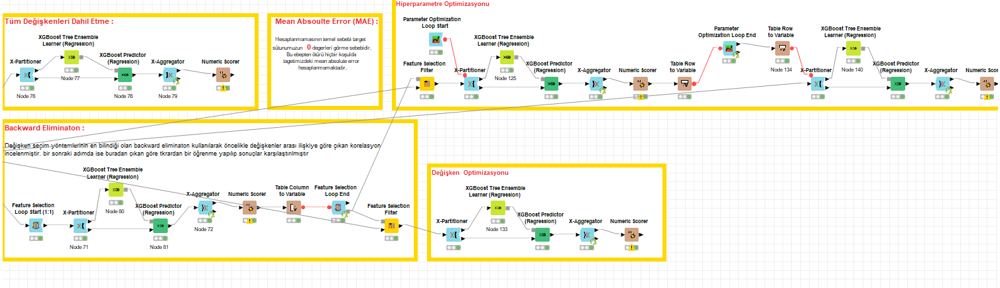 Tüm Değişkenleri Dahil Etme :
XGBoost Tree Ensemble
Learner (Regression)
XGBoost Predictor
(Regression)
X-Partitioner
X-Aggregator
Numeric Scorer
Node 77
Node 78
Node 76
Node 79
Mean Absoulte Error (MAE) :
Hesaplanmamasının temel sebebi target
sütunumuzun 0 degerleri görme sebebidir.
Bu ebepten ötürü hiçbir koşulda
tagetimizdeki mean absolute error
hesaplanmamaktadır.
Hiperparametre Optimizasyonu
Parameter Optimization
Loop Start
XGBoost Tree Ensemble
Learner (Regression)
Feature Selection
Filter
X-Partitioner
Node 125
XGBoost Predictor
(Regression)
X-Aggregator
Numeric Scorer
Table Row
to Variable
Parameter
Optimization Loop End
Table Row
to Variable
Node 134
XGBoost Tree Ensemble
Learner (Regression)
X-Partitioner
Node 140
XGBoost Predictor
(Regression)
X-Aggregator
Numeric Sco
Backward Eliminaton :
Değişken seçim yöntemlerinin en bilindiği olan backward eliminaton kullanılarak öncelikle değişkenler arası ilişkiye göre çıkan korelasyon
incelenmiştir. bir sonraki adımda ise buradan çıkan göre tkrardan bir öğrenme yapılıp sonuçlar karşılaştırılmıştır
XGBoost Tree Ensemble
Learner (Regression)
Feature Selection
Loop Start (1:1)
X-Partitioner
Node 80
XGBoost Predictor
(Regression)
X-Aggregator
Numeric Scorer
Table Column
to Variable
Feature Selection
Loop End
Feature Selection
Filter
Node 71
Node 81
Node 72
Değişken Optimizasyonu
XGBoost Tree Ensemble
Learner (Regression)
X-Partitioner
Node 133
XGBoost Predictor
(Regression)
X-Aggregator
Numeric Scorer